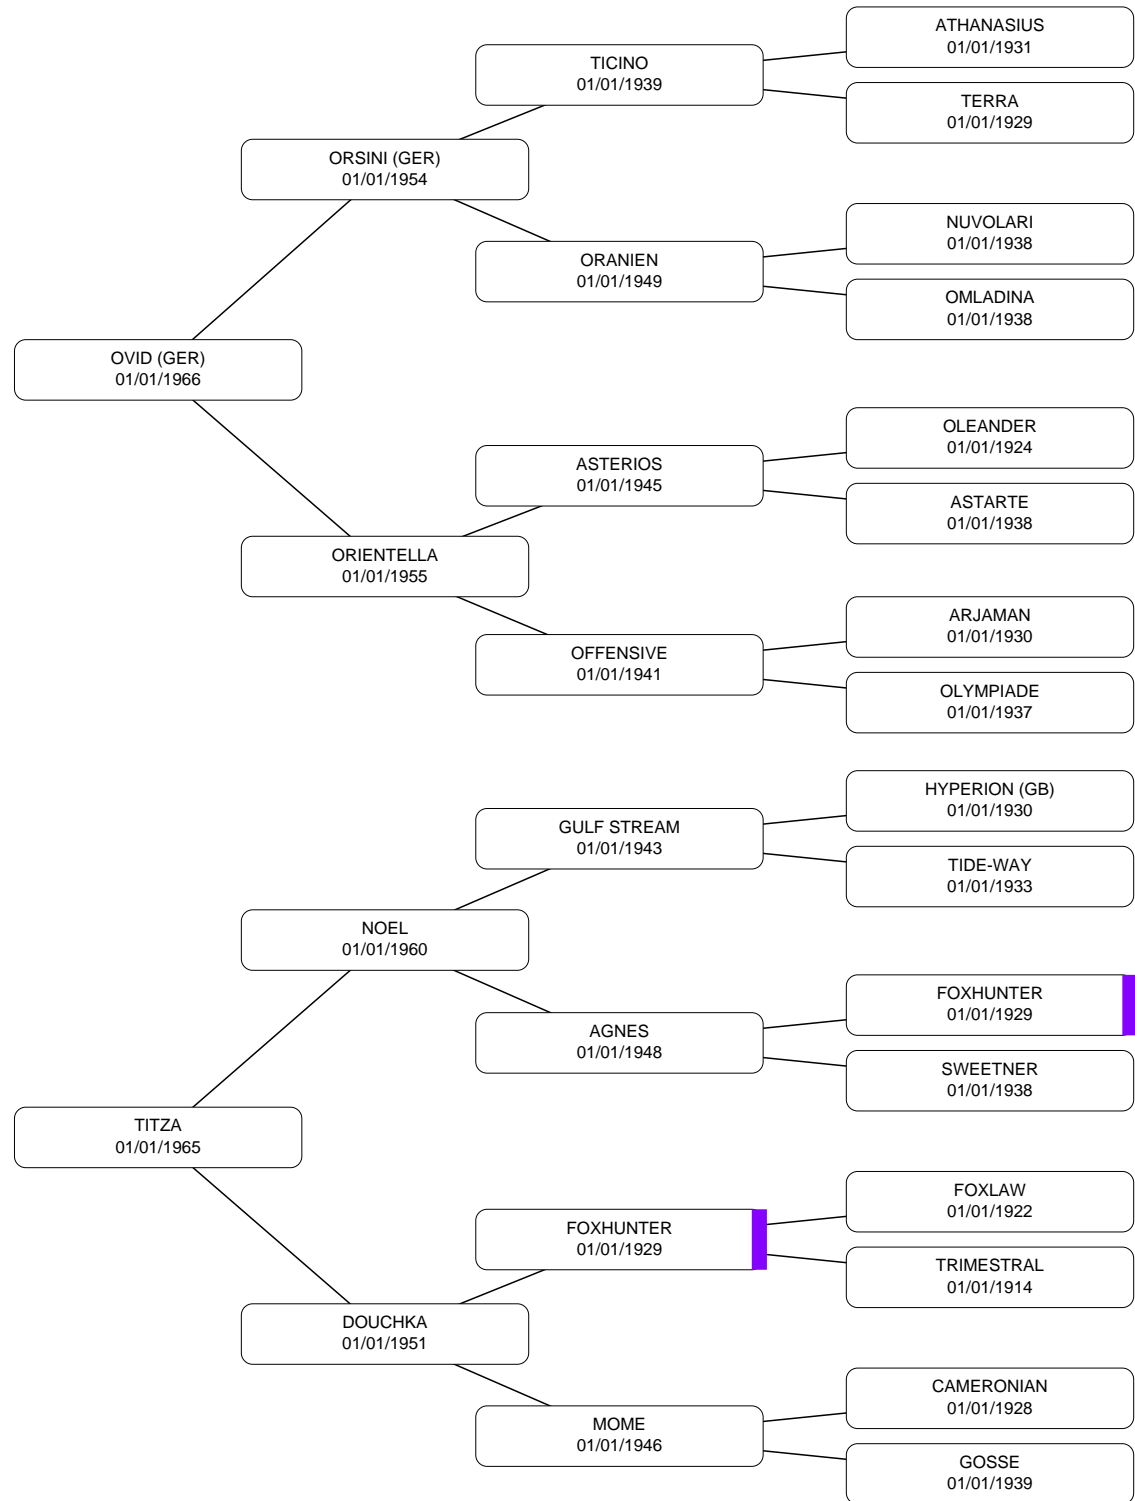 ATHANASIUS
01/01/1931
TICINO
01/01/1939
TERRA
01/01/1929
ORSINI (GER)
01/01/1954
NUVOLARI
01/01/1938
ORANIEN
01/01/1949
OMLADINA
01/01/1938
OVID (GER)
01/01/1966
OLEANDER
01/01/1924
ASTERIOS
01/01/1945
ASTARTE
01/01/1938
ORIENTELLA
01/01/1955
ARJAMAN
01/01/1930
OFFENSIVE
01/01/1941
OLYMPIADE
01/01/1937
HYPERION (GB)
01/01/1930
GULF STREAM
01/01/1943
TIDE-WAY
01/01/1933
NOEL
01/01/1960
FOXHUNTER
01/01/1929
AGNES
01/01/1948
SWEETNER
01/01/1938
TITZA
01/01/1965
FOXLAW
01/01/1922
FOXHUNTER
01/01/1929
TRIMESTRAL
01/01/1914
DOUCHKA
01/01/1951
CAMERONIAN
01/01/1928
MOME
01/01/1946
GOSSE
01/01/1939